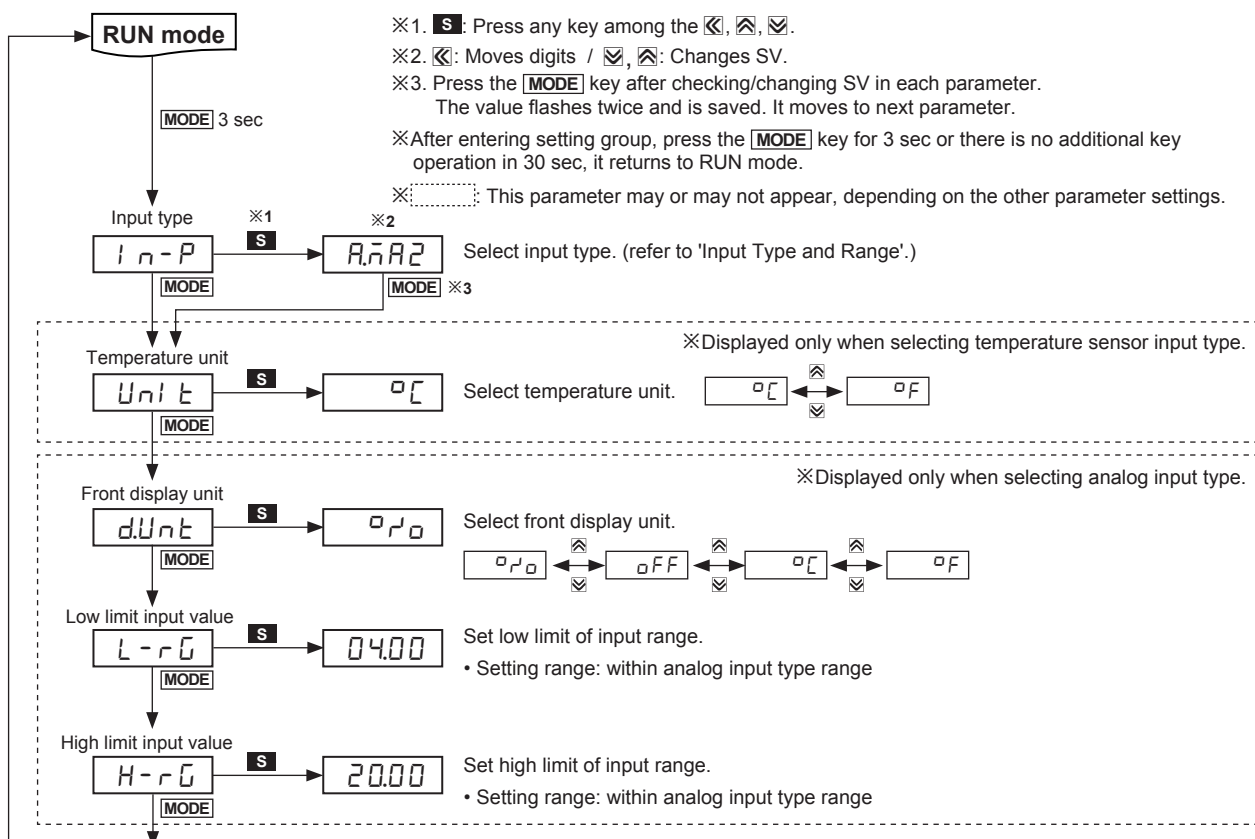 RUN mode
※1. S: Press any key among the «, ︽, ︾.
※2. «: Moves digits / ︾, ︽: Changes SV.
※3. Press the MODE key after checking/changing SV in each parameter.
The value flashes twice and is saved. It moves to next parameter.
※After entering setting group, press the MODE key for 3 sec or there is no additional key
operation in 30 sec, it returns to RUN mode.
※ : This parameter may or may not appear, depending on the other parameter settings.
MODE 3 sec
Input type ※1 ※2
In-P S A.mA2 Select input type. (refer to 'Input Type and Range'.)
MODE MODE ※3
※Displayed only when selecting temperature sensor input type.
Temperature unit
UnIt S °C Select temperature unit. °C ︽ ︾ °F
MODE
※Displayed only when selecting analog input type.
Front display unit
d.Unt S o/o Select front display unit.
MODE o/o ︽ ︾ oFF ︽ ︾ °C ︽ ︾ °F
Low limit input value
L-rG S 04.00 Set low limit of input range.
MODE • Setting range: within analog input type range
High limit input value
H-rG S 20.00 Set high limit of input range.
MODE • Setting range: within analog input type range